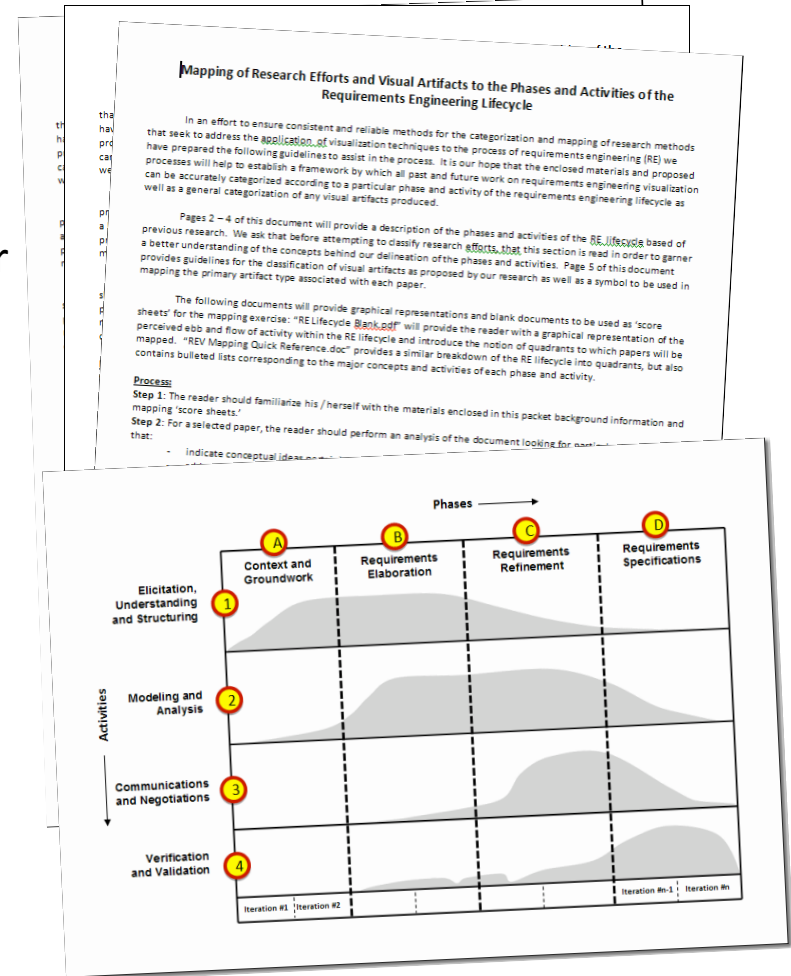 Mapping of Research Efforts and Visual Artifacts to the Phases and Activities of the
Requirements Engineering Lifecycle
In an effort to ensure consistent and reliable methods for the categorization and mapping of research methods
that seek to address the application of visualization techniques to the process of requirements engineering (RE) we
have prepared the following guidelines to assist in the process. It is our hope that the enclosed materials and proposed
processes will help to establish a framework by which all past and future work on requirements engineering visualization
can be accurately categorized according to a particular phase and activity of the requirements engineering lifecycle as
well as a general categorization of any visual artifacts produced.
Pages 2 – 4 of this document will provide a description of the phases and activities of the RE lifecycle based of
previous research. We ask that before attempting to classify research efforts, that this section is read in order to garner
a better understanding of the concepts behind our delineation of the phases and activities. Page 5 of this document
provides guidelines for the classification of visual artifacts as proposed by our research as well as a symbol to be used in
mapping the primary artifact type associated with each paper.
The following documents will provide graphical representations and blank documents to be used as 'score
sheets' for the mapping exercise: "RE Lifecycle Blank.pdf" will provide the reader with a graphical representation of the
perceived ebb and flow of activity within the RE lifecycle and introduce the notion of quadrants to which papers will be
mapped. "REV Mapping Quick Reference.doc" provides a similar breakdown of the RE lifecycle into quadrants, but also
contains bulleted lists corresponding to the major concepts and activities of each phase and activity.
Process:
Step 1: The reader should familiarize his / herself with the materials enclosed in this packet background information and
mapping 'score sheets.'
Step 2: For a selected paper, the reader should perform an analysis of the document looking for
that:
- indicate conceptual ideas
Phases
A
B
C
D
Context and
Groundwork
Requirements
Elaboration
Requirements
Refinement
Requirements
Specifications
Activities
Elicitation,
Understanding
and Structuring
1
Modeling and
Analysis
2
Communications
and Negotiations
3
Verification
and Validation
4
Iteration #1
Iteration #2
Iteration #n-1
Iteration #n